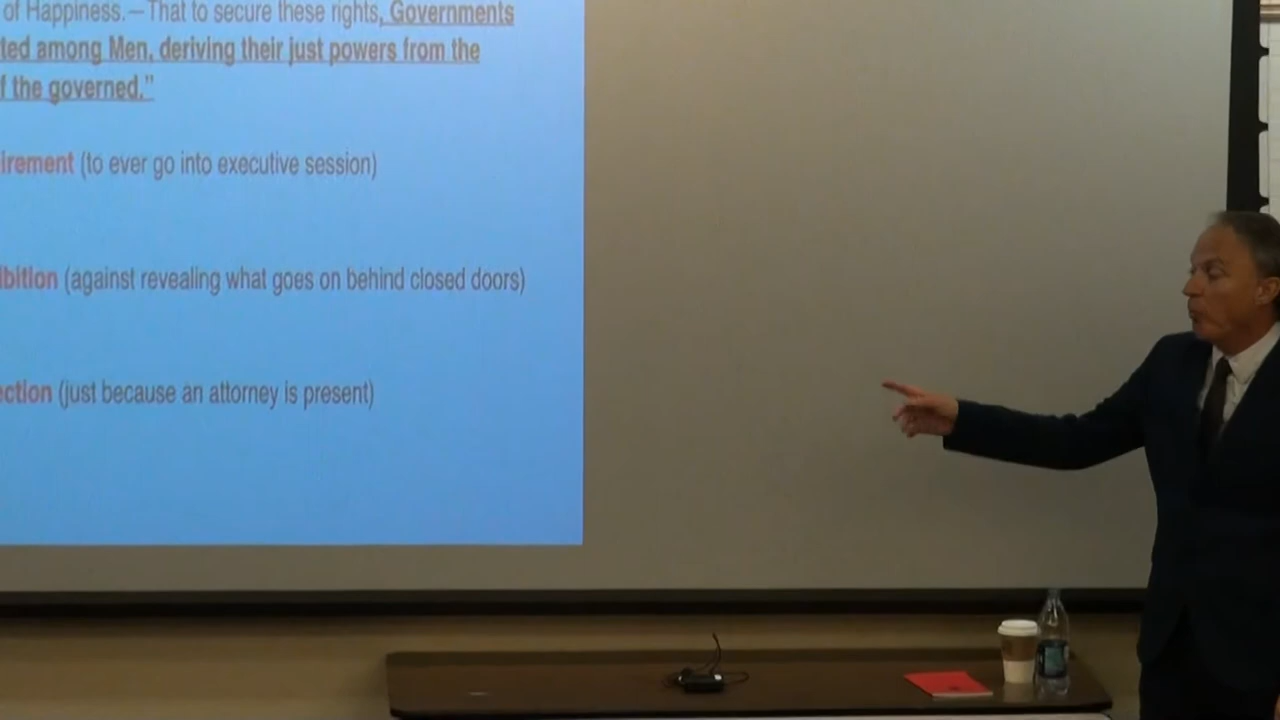 of Happiness.—That to secure these rights, Governments
ted among Men, deriving their just powers from the
f the governed."
irement (to ever go into executive session)
ibition (against revealing what goes on behind closed doors)
ection (just because an attorney is present)